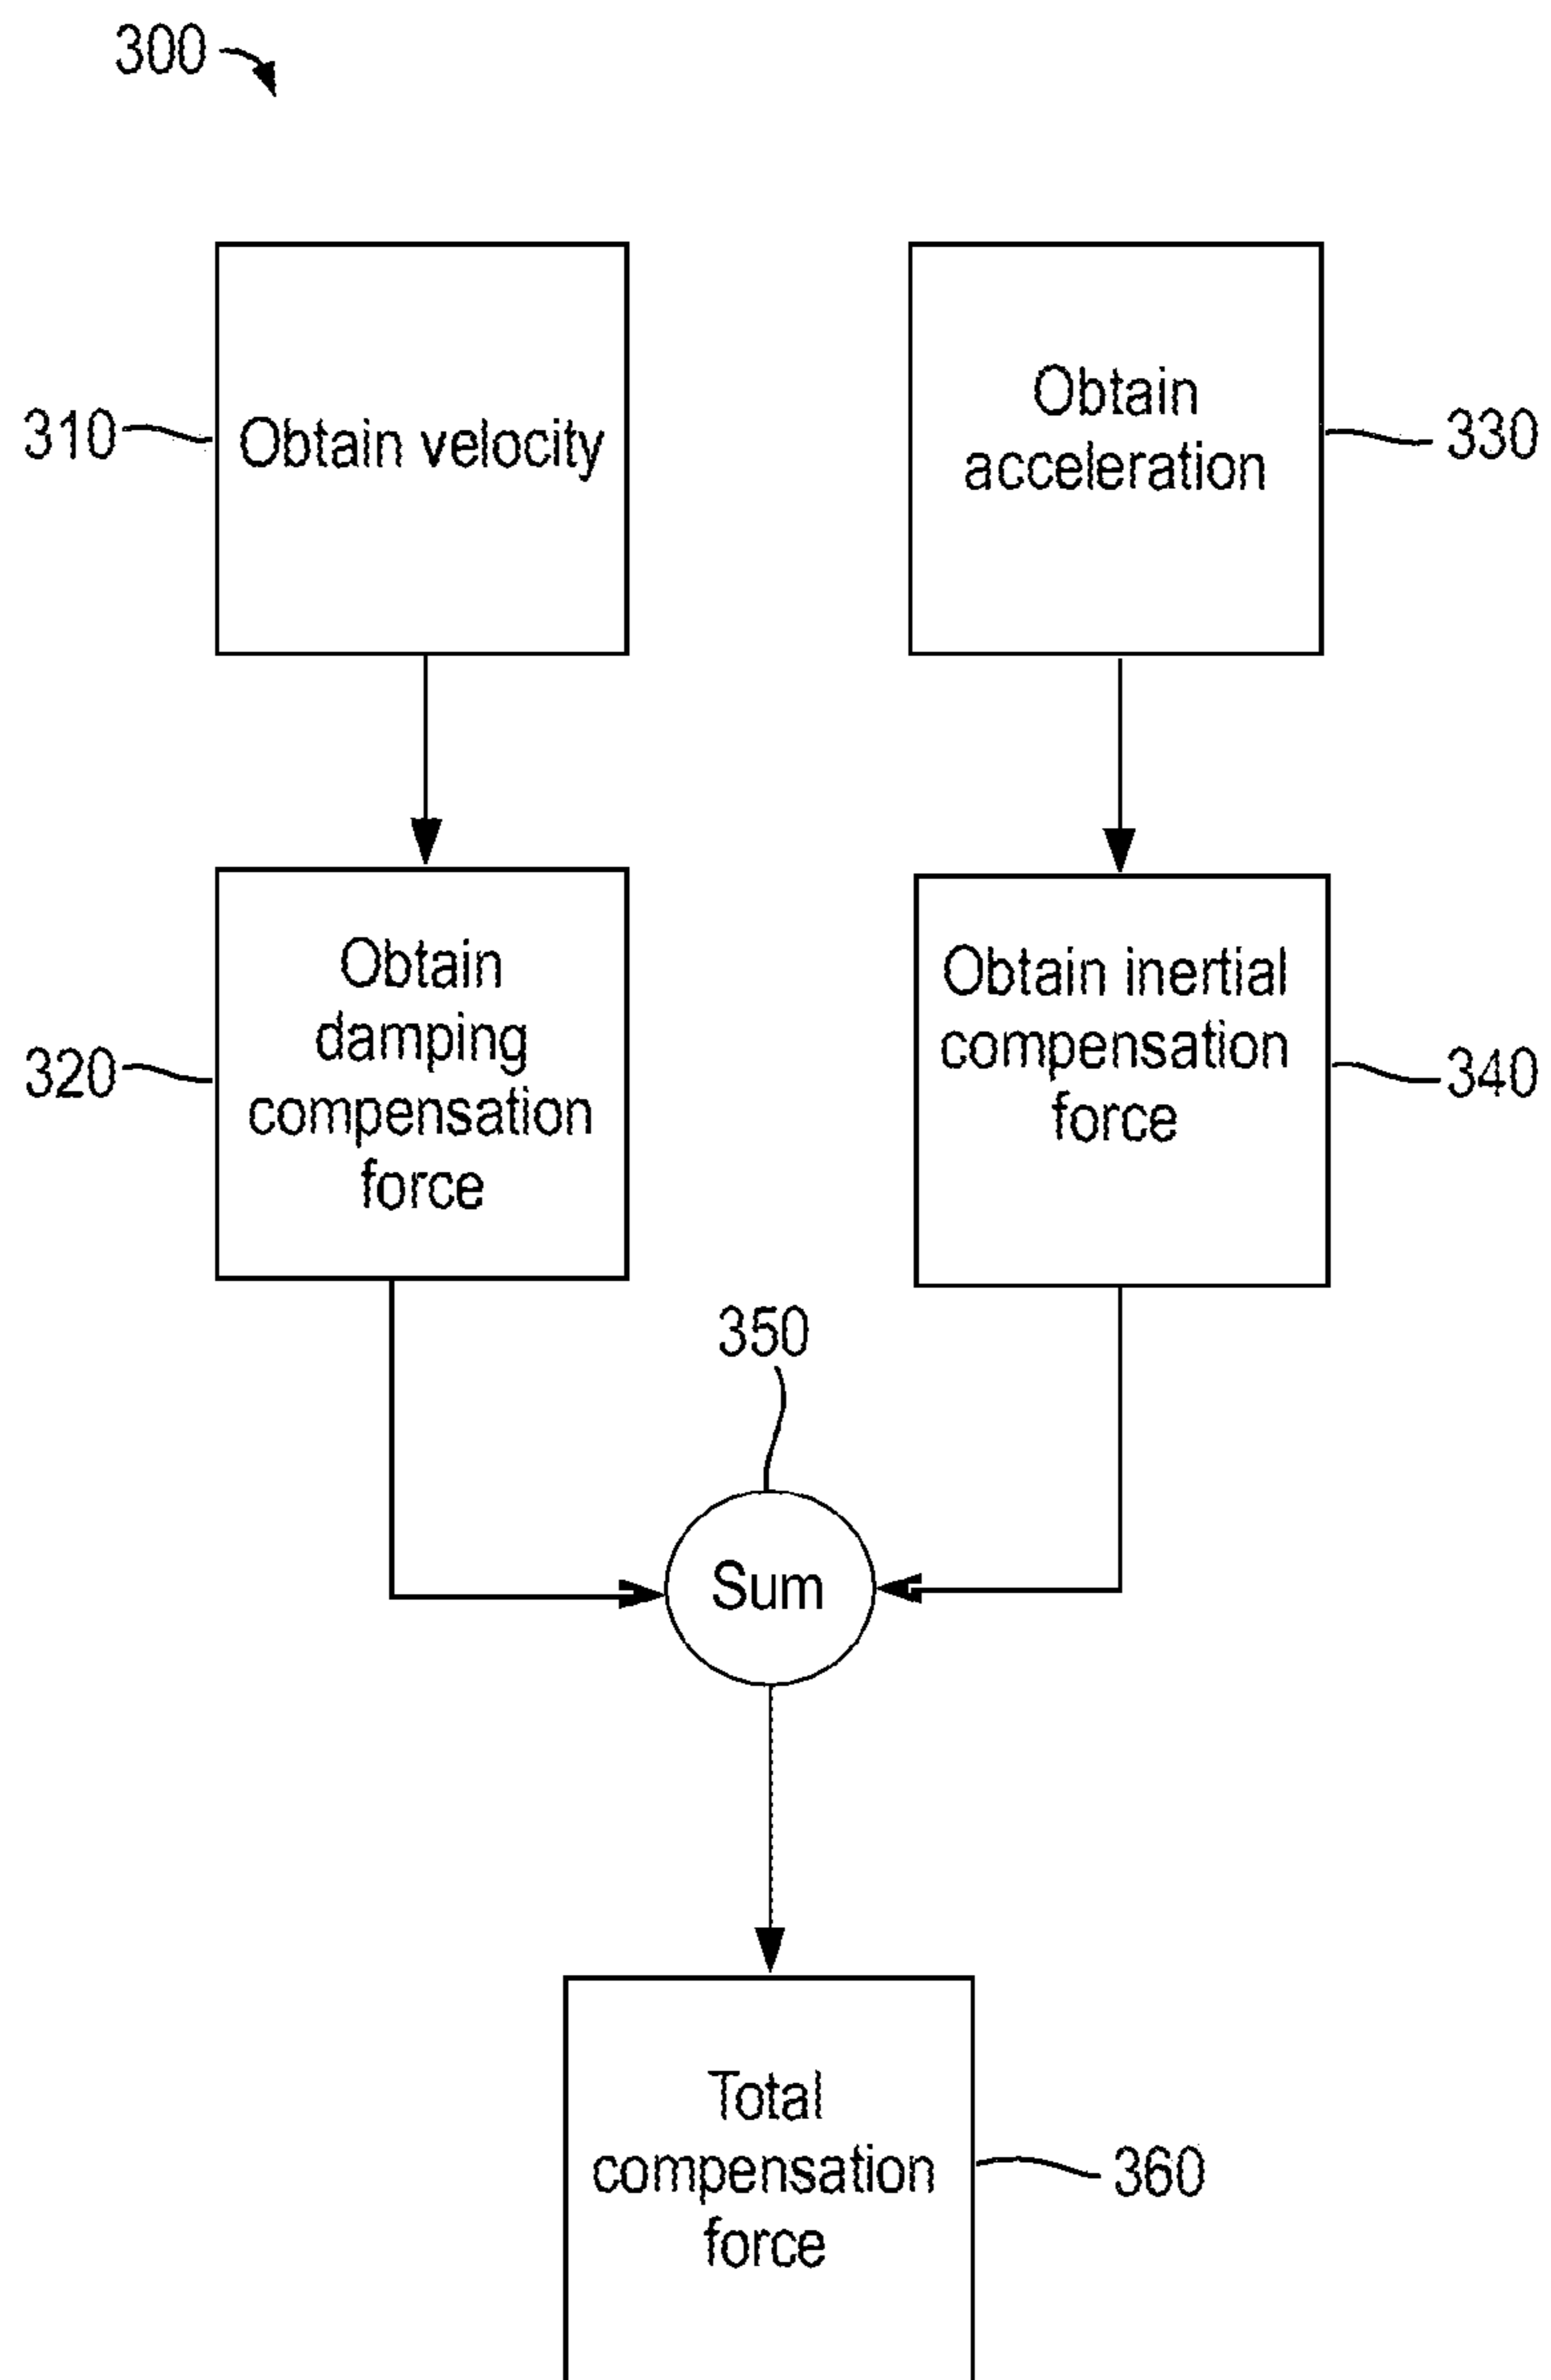 300
310
Obtain velocity
Obtain
acceleration
330
320
Obtain
damping
compensation
force
Obtain inertial
compensation
force
340
350
Sum
Total
compensation
force
360